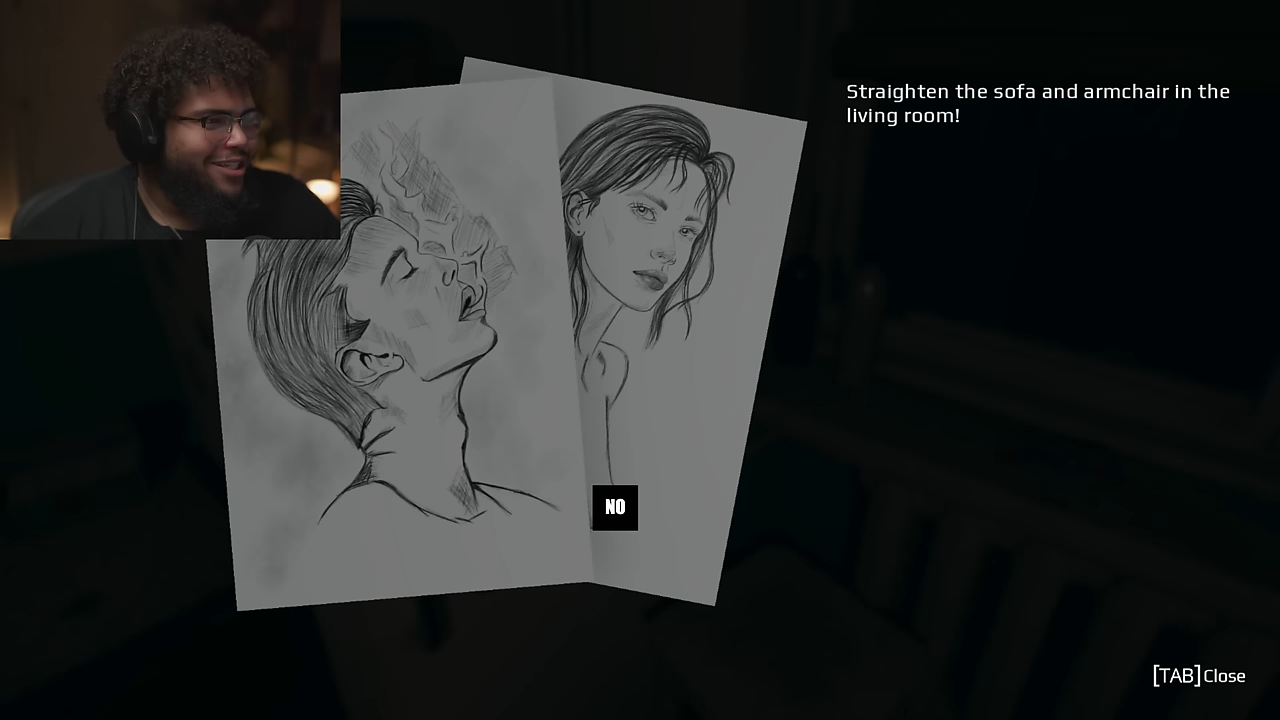 Straighten the sofa and armchair in the
living room!
NO
[TAB]Close